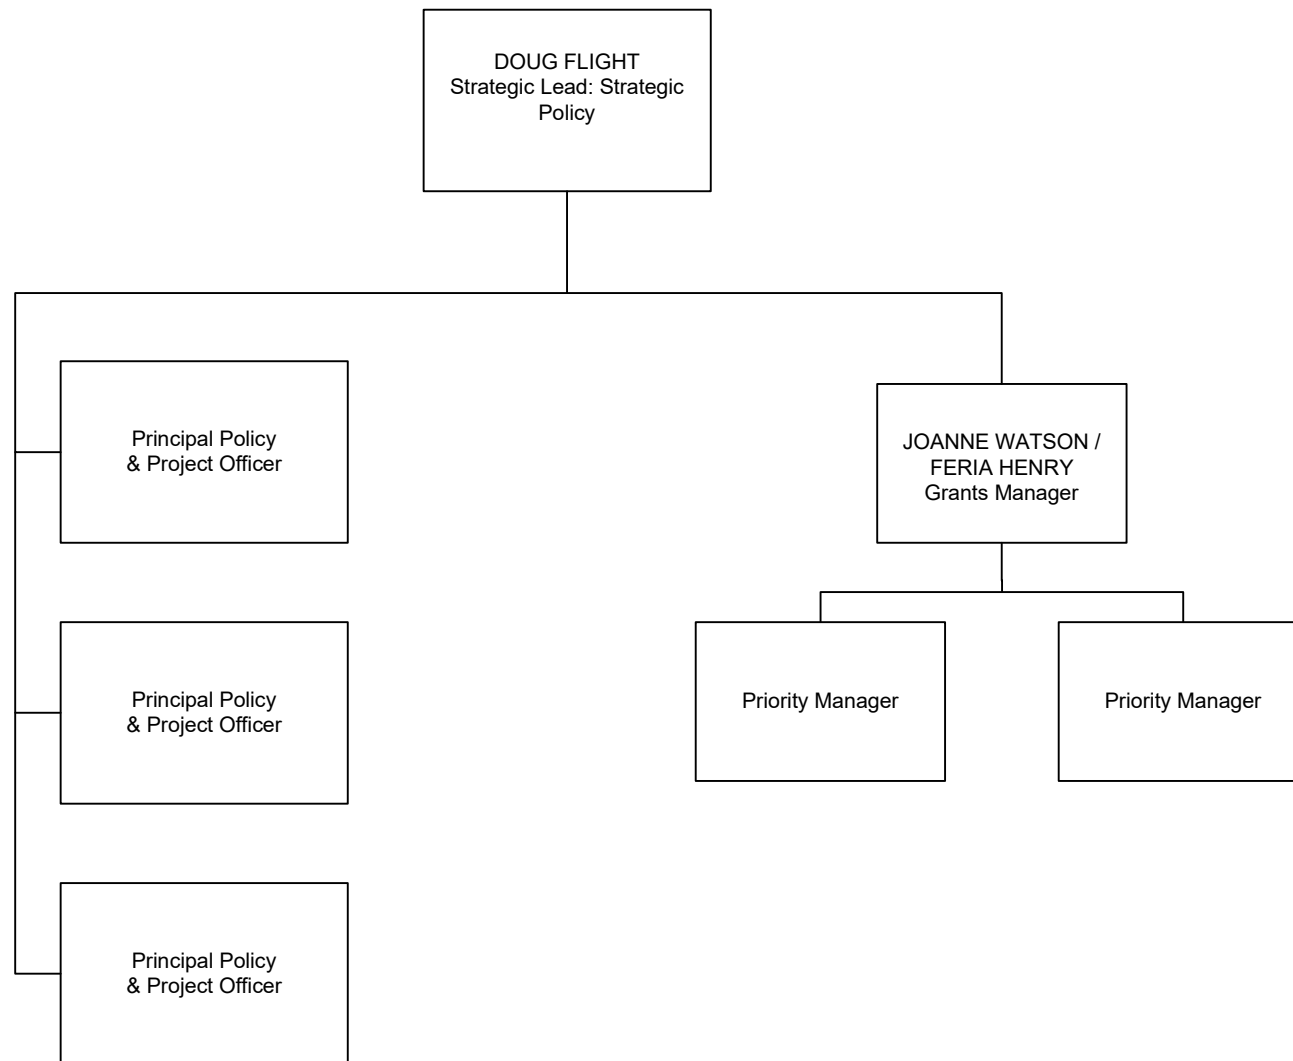 DOUG FLIGHT
Strategic Lead: Strategic
Policy
Principal Policy
& Project Officer
JOANNE WATSON /
FERIA HENRY
Grants Manager
Principal Policy
& Project Officer
Priority Manager
Priority Manager
Principal Policy
& Project Officer